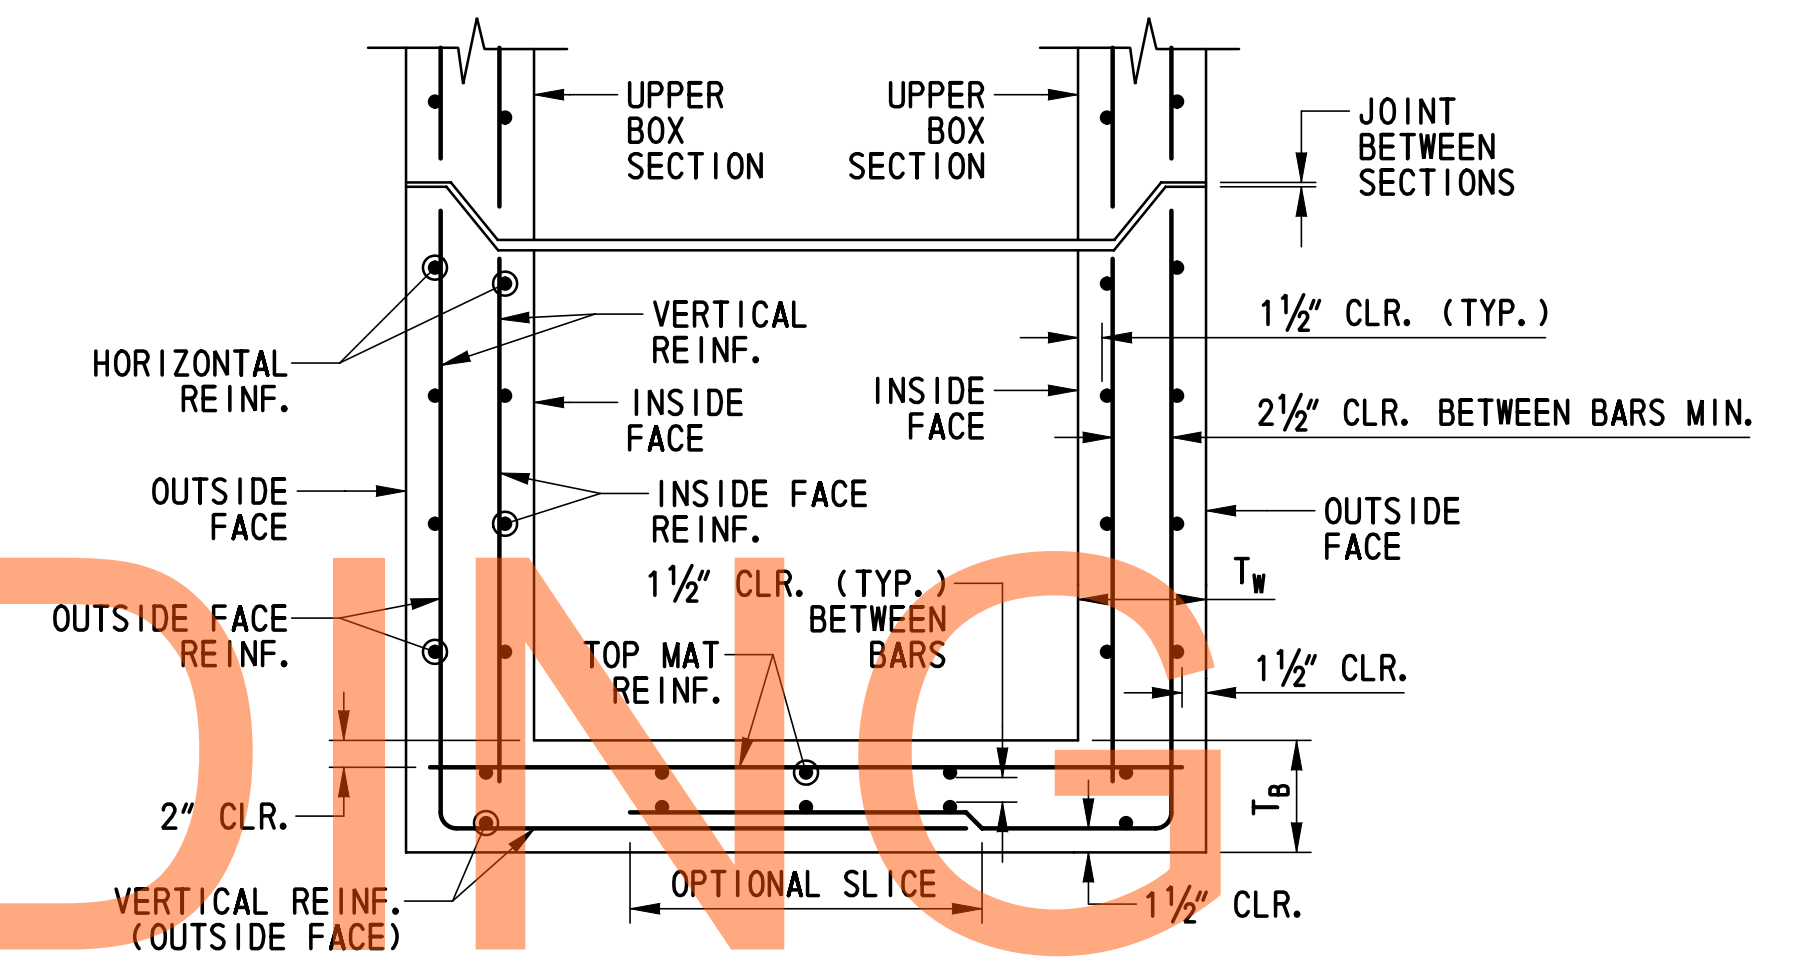 UPPER
BOX
SECTION
UPPER
BOX
SECTION
JOINT
BETWEEN
SECTIONS
HORIZONTAL
REINF.
VERTICAL
REINF.
1½" CLR. (TYP.)
INSIDE
FACE
INSIDE
FACE
2½" CLR. BETWEEN BARS MIN.
OUTSIDE
FACE
INSIDE FACE
REINF.
OUTSIDE
FACE
1½" CLR. (TYP.)
BETWEEN
BARS
TW
OUTSIDE FACE
REINF.
TOP MAT
REINF.
1½" CLR.
2" CLR.
TB
VERTICAL REINF.
(OUTSIDE FACE)
OPTIONAL SLICE
1½" CLR.
DING